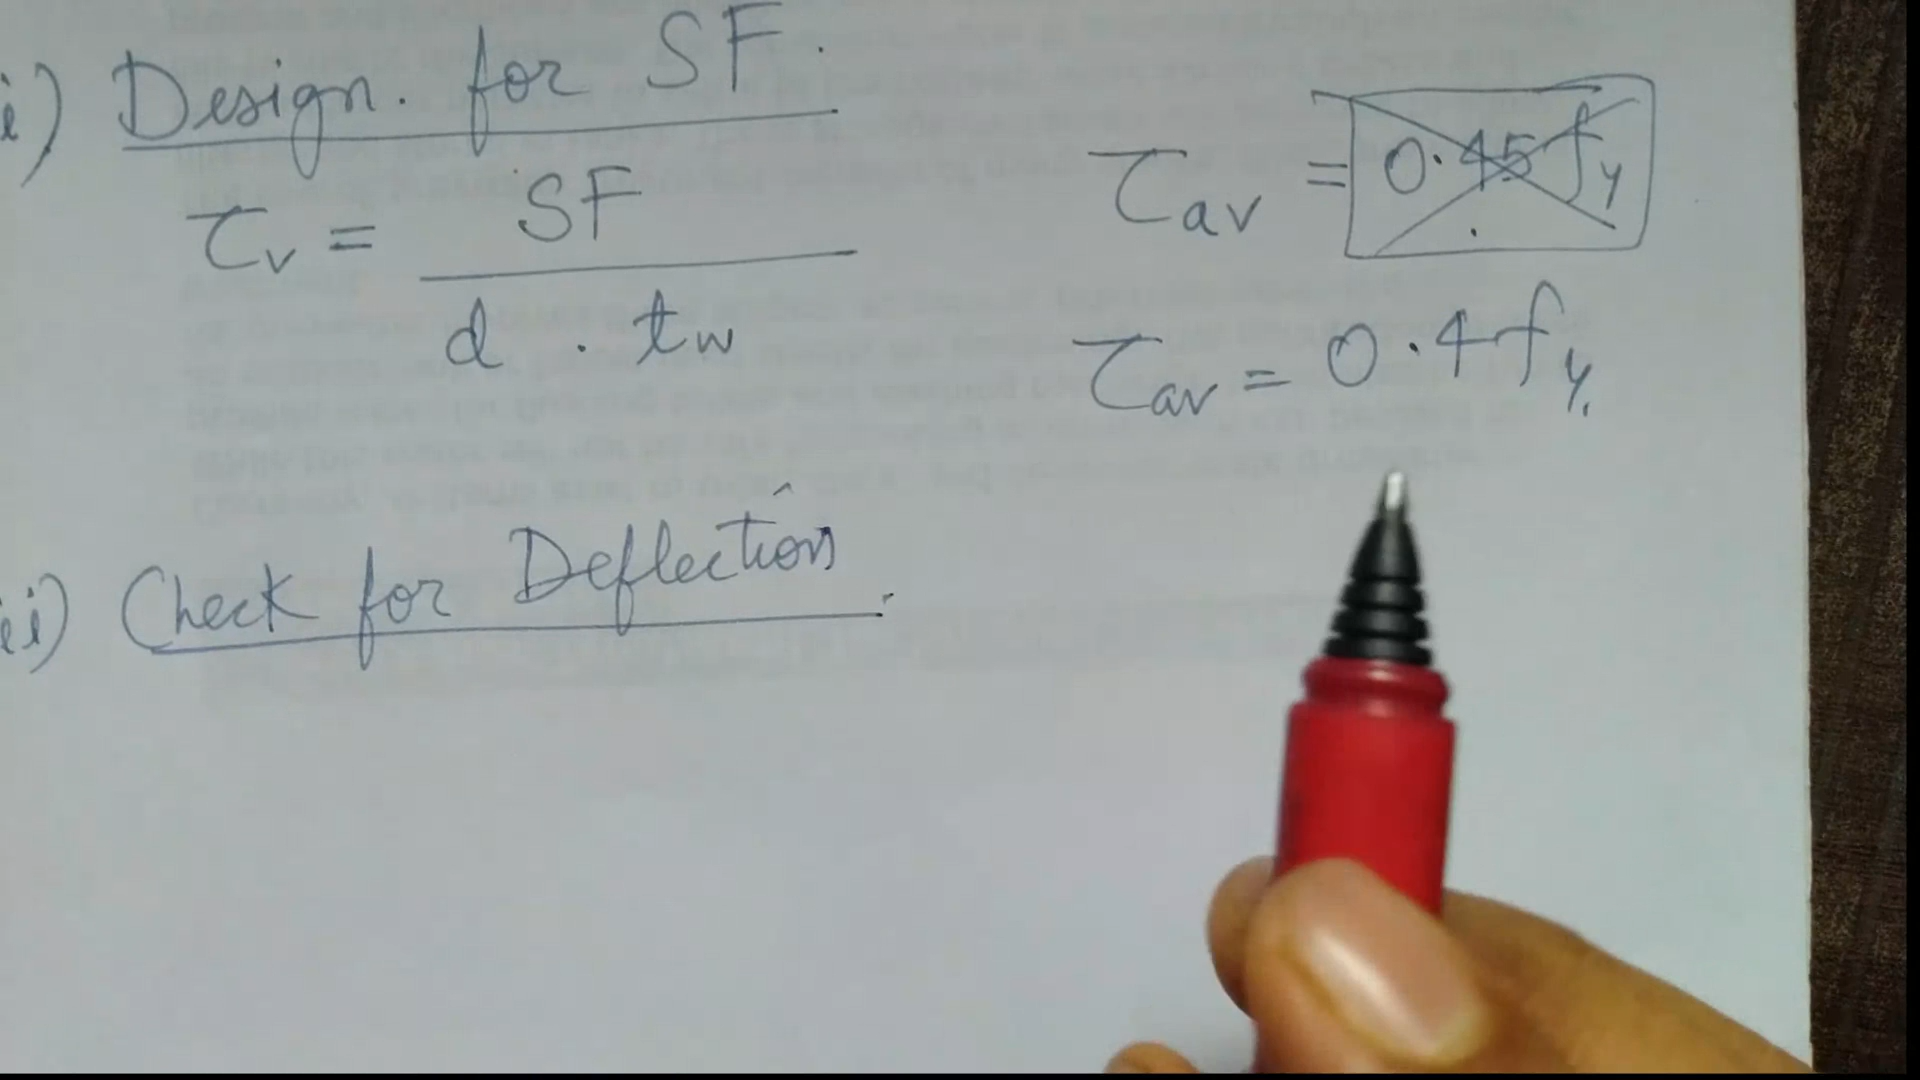 i) Design. for SF.
τv = SF / d . tw
τav = 0.45 fy
τav = 0.4 fy.
ii) Check for Deflection